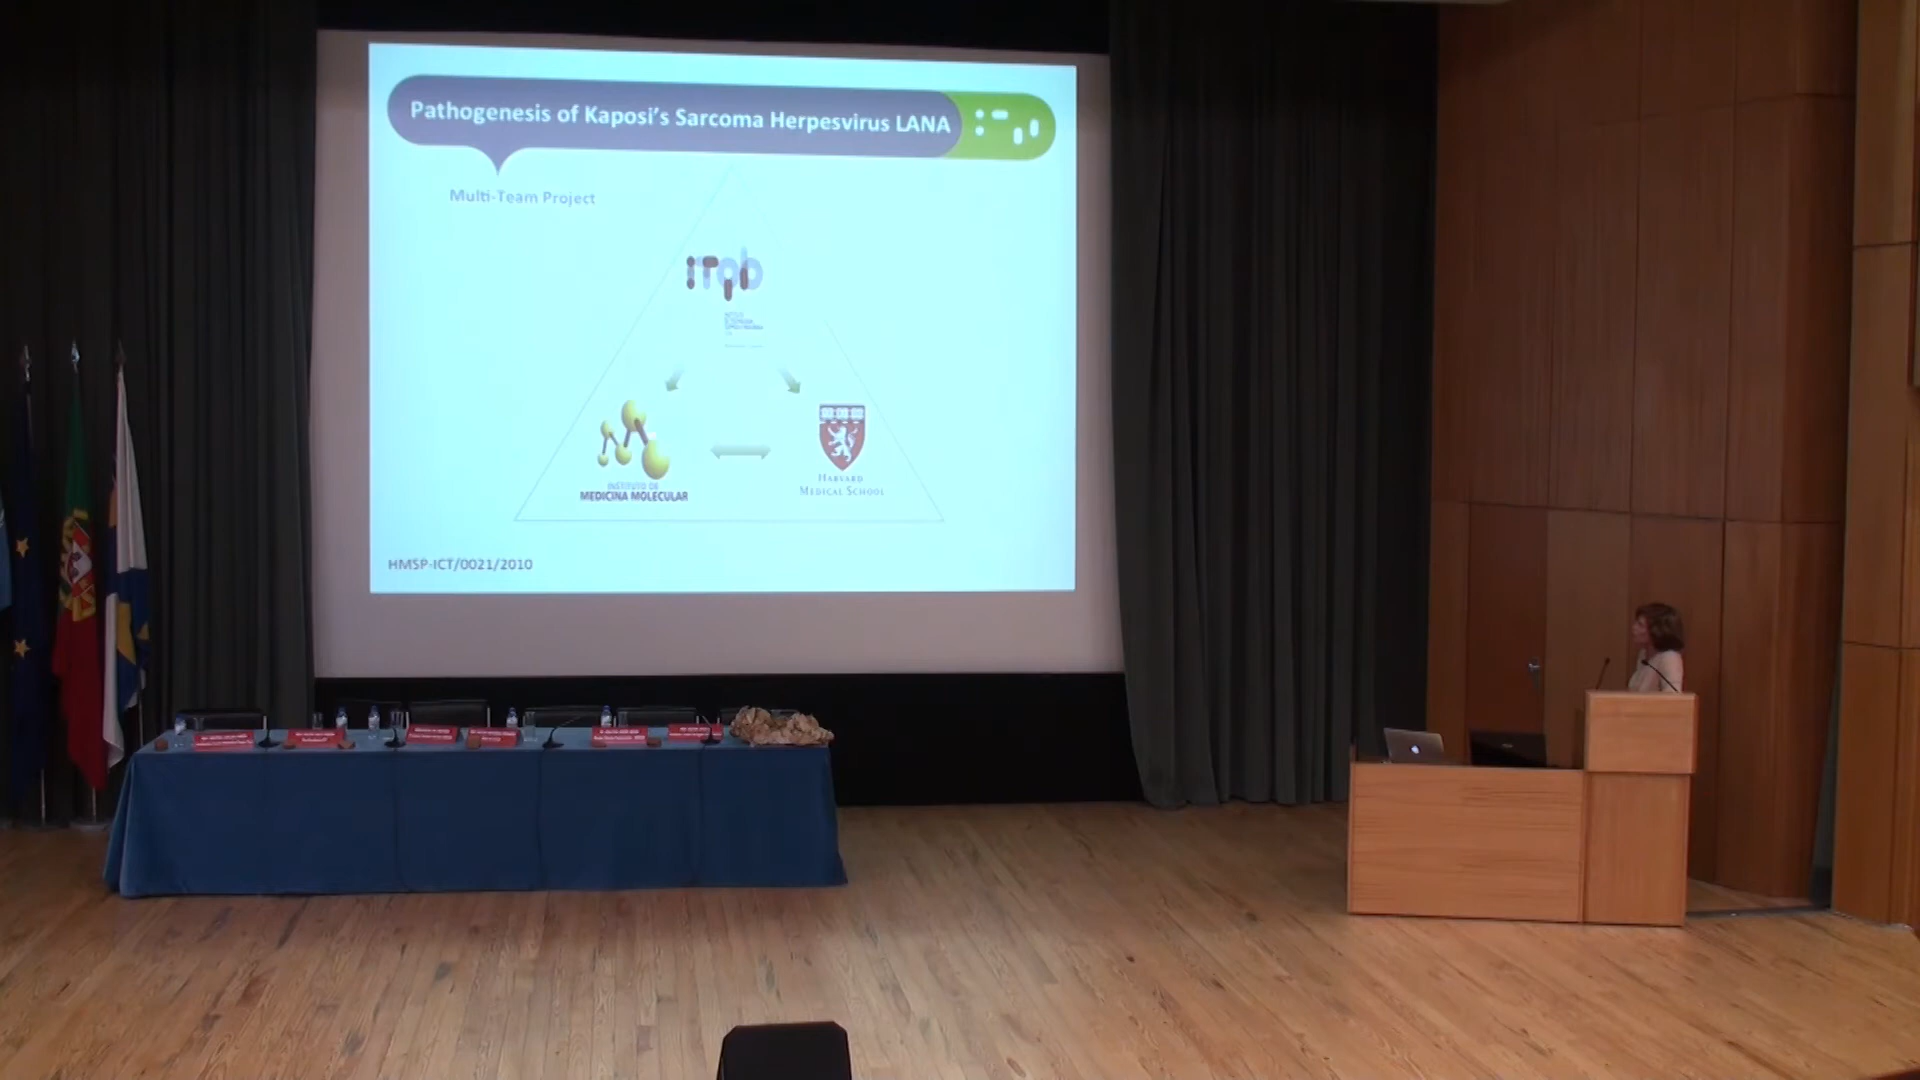 Pathogenesis of Kaposi's Sarcoma Herpesvirus LANA
Multi-Team Project
iTqb
INSTITUTO DE
MEDICINA MOLECULAR
HARVARD
MEDICAL SCHOOL
HMSP-ICT/0021/2010